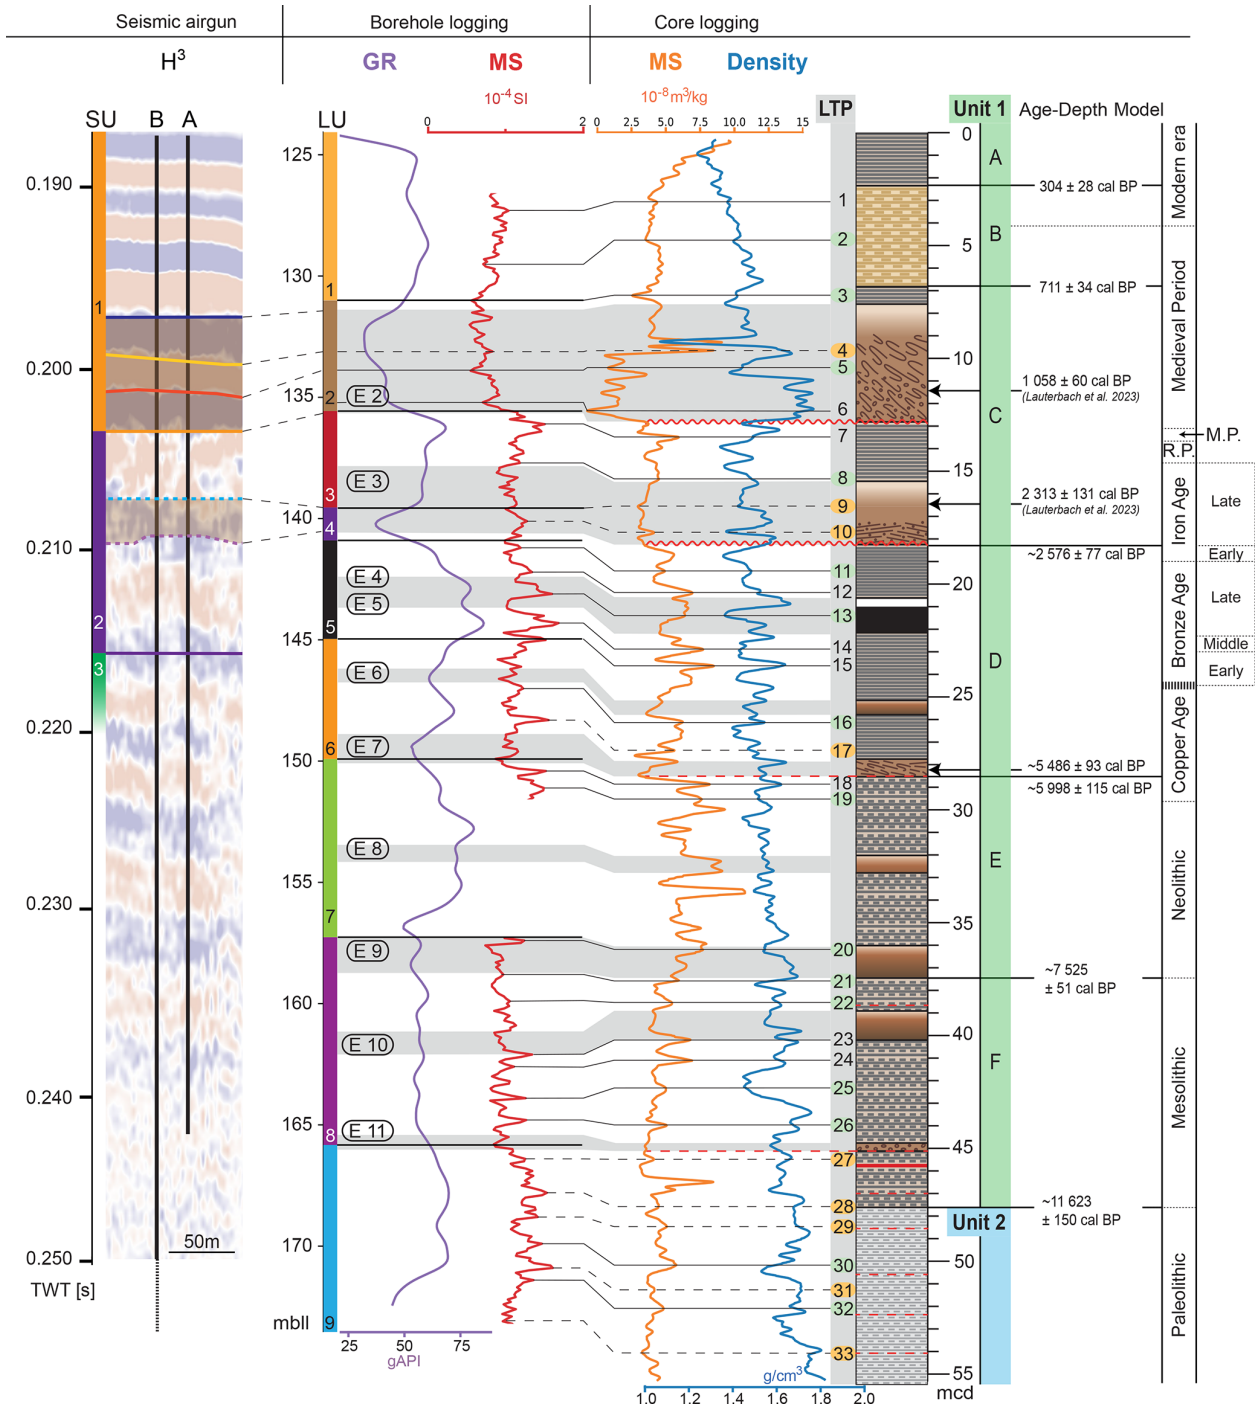 Seismic airgun
Borehole logging
Core logging
H³
GR
MS
MS
Density
10⁻⁴ SI
10⁻⁸ m³/kg
LTP
Unit 1
Age-Depth Model
SU
B
A
LU
0
2
0
2.5
5.0
7.5
10.0
12.5
15
0.190
0.200
0.210
0.220
0.230
0.240
0.250
TWT [s]
50m
1
2
3
125
130
135
140
145
150
155
160
165
170
mbll
1
2
3
4
5
6
7
8
9
E 2
E 3
E 4
E 5
E 6
E 7
E 8
E 9
E 10
E 11
25
50
75
gAPI
g/cm³
1.0
1.2
1.4
1.6
1.8
2.0
1
2
3
4
5
6
7
8
9
10
11
12
13
14
15
16
17
18
19
20
21
22
23
24
25
26
27
28
29
30
31
32
33
0
5
10
15
20
25
30
35
40
45
50
55
mcd
A
B
C
D
E
F
Unit 2
304 ± 28 cal BP
711 ± 34 cal BP
1 058 ± 60 cal BP
(Lauterbach et al. 2023)
2 313 ± 131 cal BP
(Lauterbach et al. 2023)
~2 576 ± 77 cal BP
~5 486 ± 93 cal BP
~5 998 ± 115 cal BP
~7 525
± 51 cal BP
~11 623
± 150 cal BP
Modern era
Medieval Period
M.P.
R.P.
Iron Age
Late
Early
Bronze Age
Late
Middle
Early
Copper Age
Neolithic
Mesolithic
Paleolithic